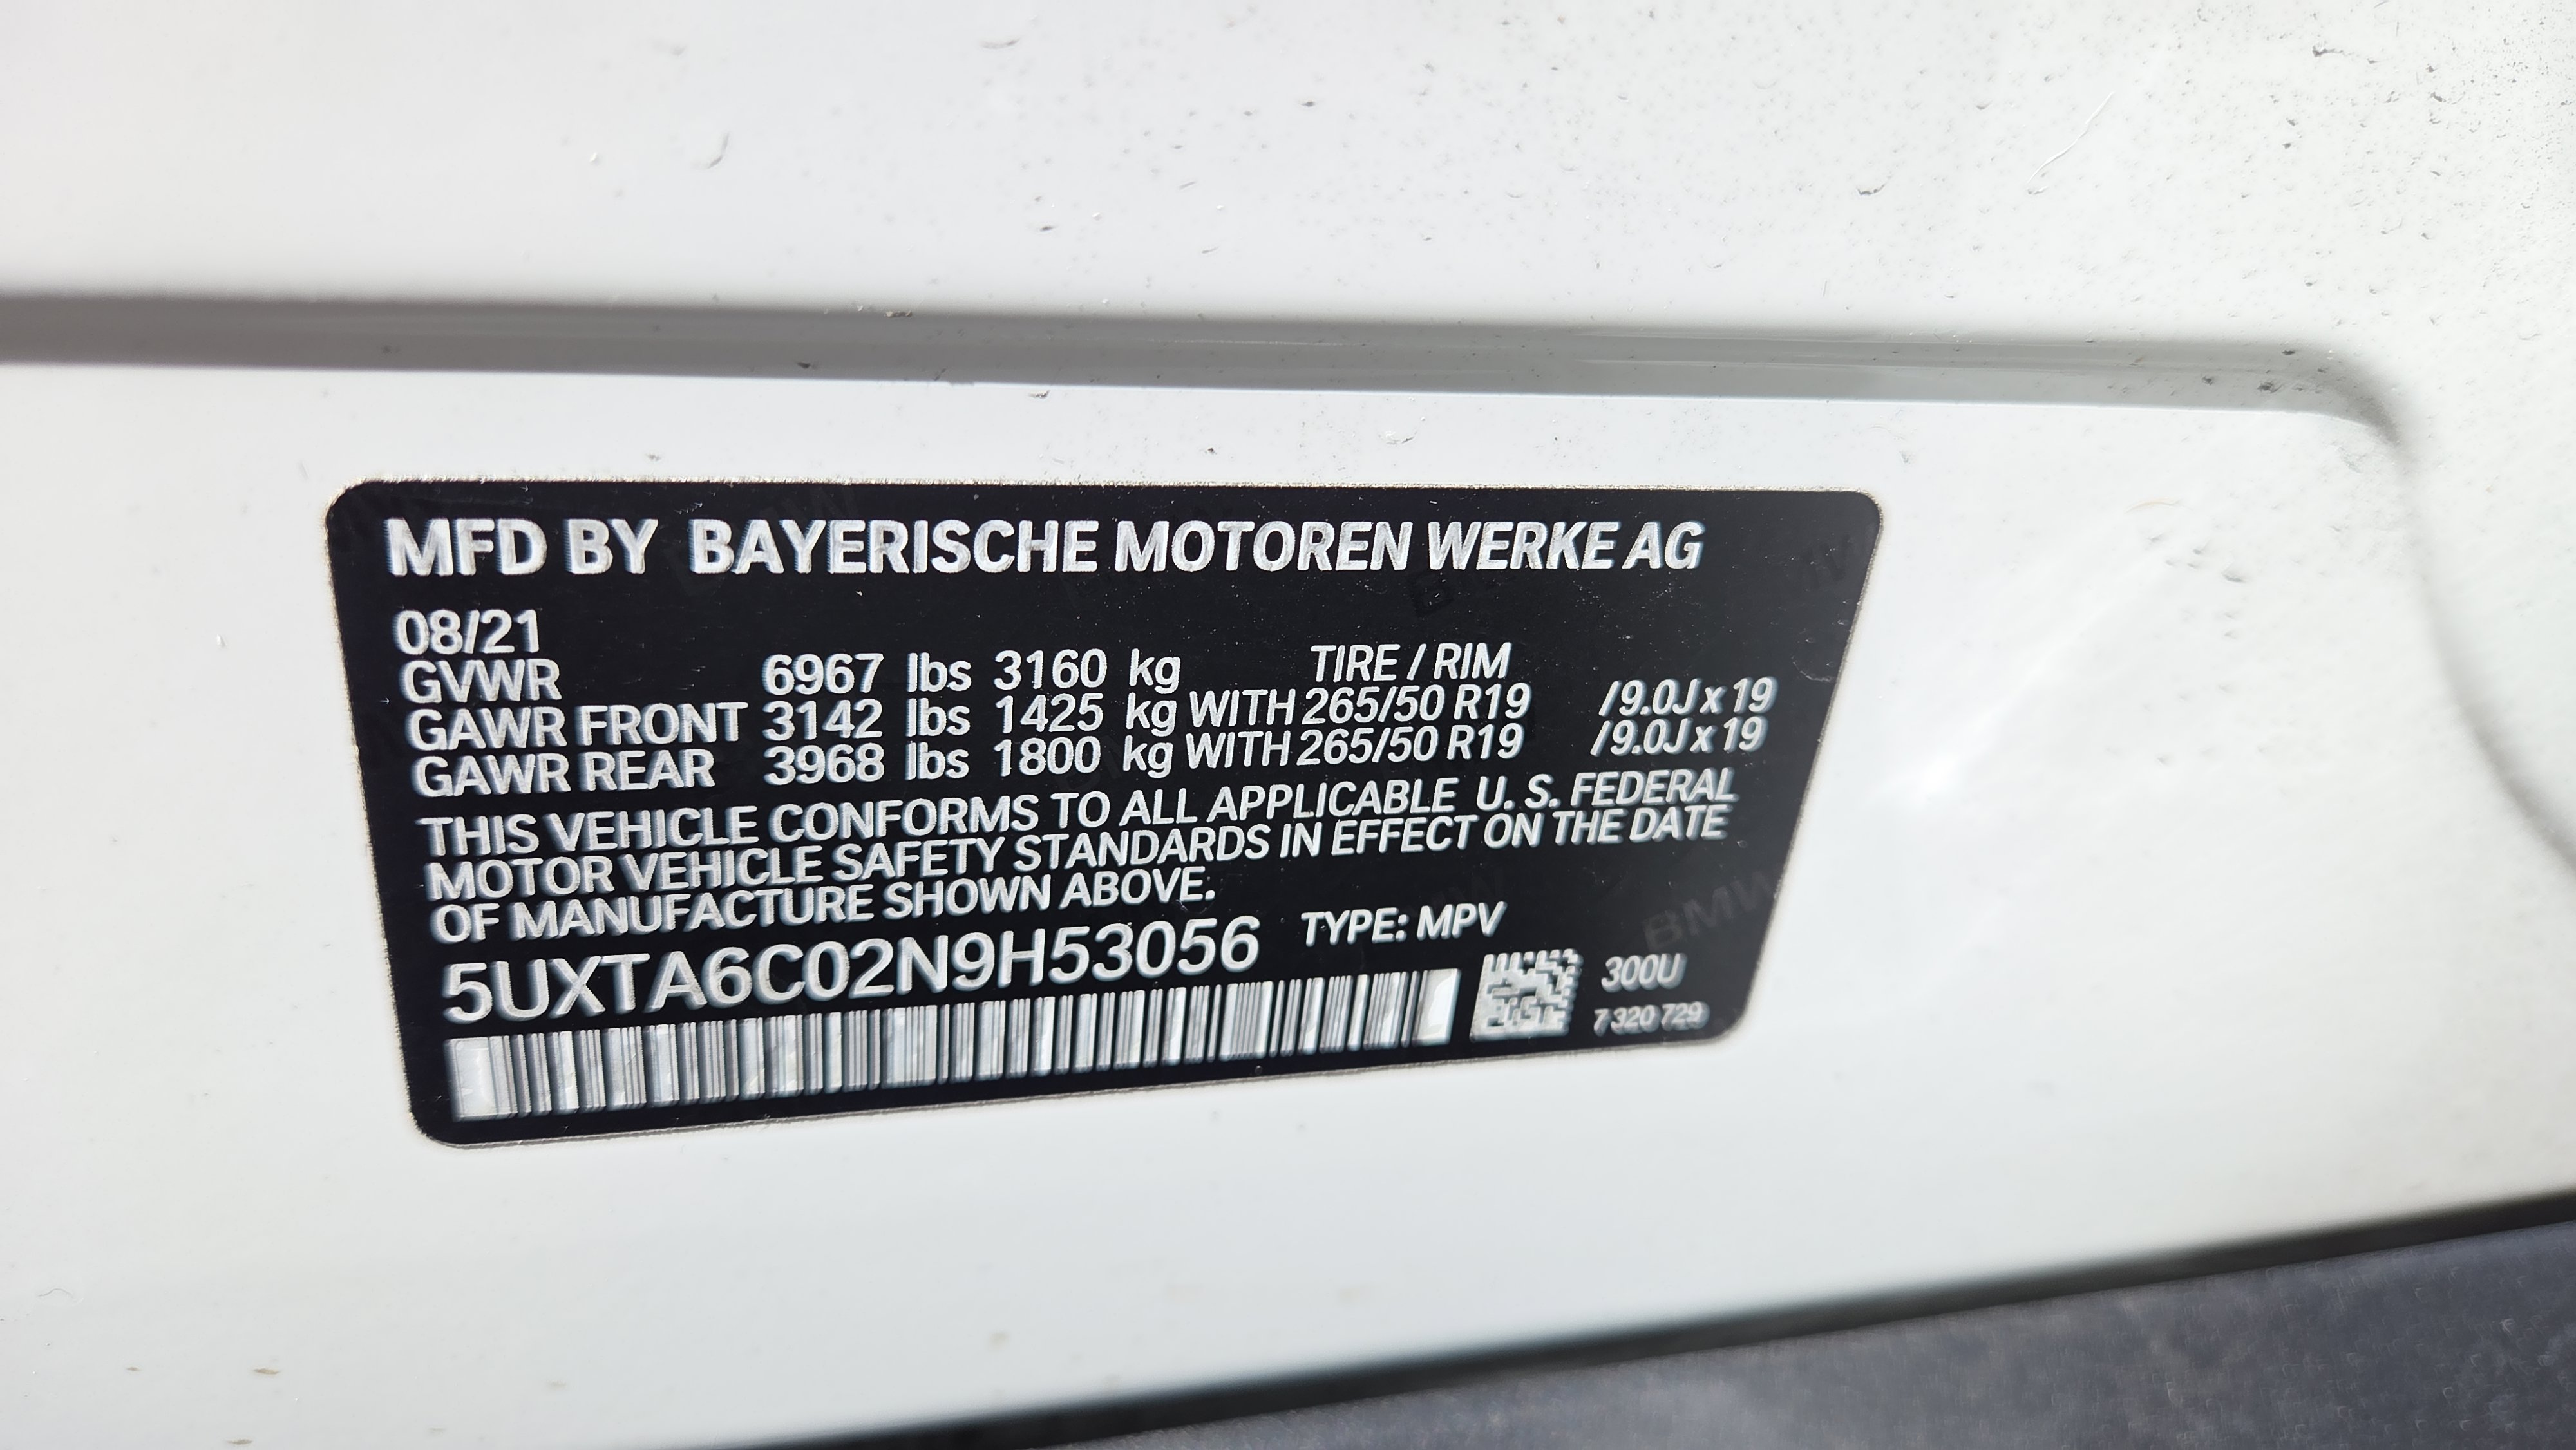 MFD BY BAYERISCHE MOTOREN WERKE AG
08/21
GVWR 6967 lbs 3160 kg TIRE / RIM
GAWR FRONT 3142 lbs 1425 kg WITH 265/50 R19 /9.0J x 19
GAWR REAR 3968 lbs 1800 kg WITH 265/50 R19 /9.0J x 19
THIS VEHICLE CONFORMS TO ALL APPLICABLE U. S. FEDERAL
MOTOR VEHICLE SAFETY STANDARDS IN EFFECT ON THE DATE
OF MANUFACTURE SHOWN ABOVE.
5UXTA6C02N9H53056 TYPE: MPV
300U
7 320 729
BMW